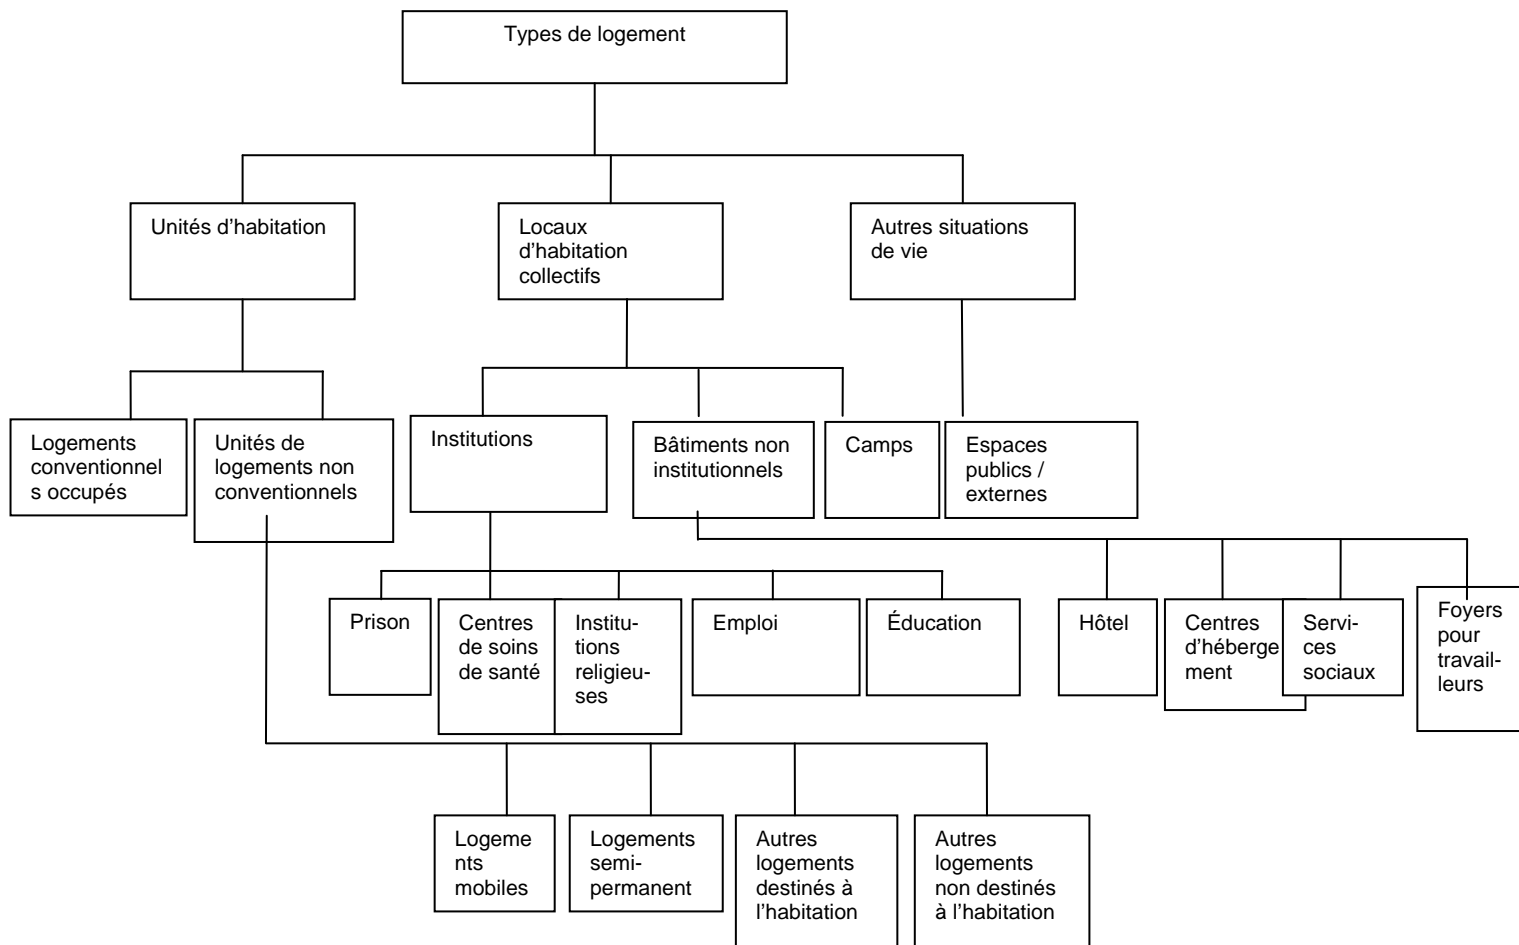 Types de logement
Unités d'habitation
Locaux
d'habitation
collectifs
Autres situations
de vie
Logements
conventionnel
s occupés
Unités de
logements non
conventionnels
Institutions
Bâtiments non
institutionnels
Camps
Espaces
publics /
externes
Prison
Centres
de soins
de santé
Institu-
tions
religieu-
ses
Emploi
Éducation
Hôtel
Centres
d'héberge
ment
Servi-
ces
sociaux
Foyers
pour
travail-
leurs
Logeme
nts
mobiles
Logements
semi-
permanent
Autres
logements
destinés à
l'habitation
Autres
logements
non destinés
à l'habitation